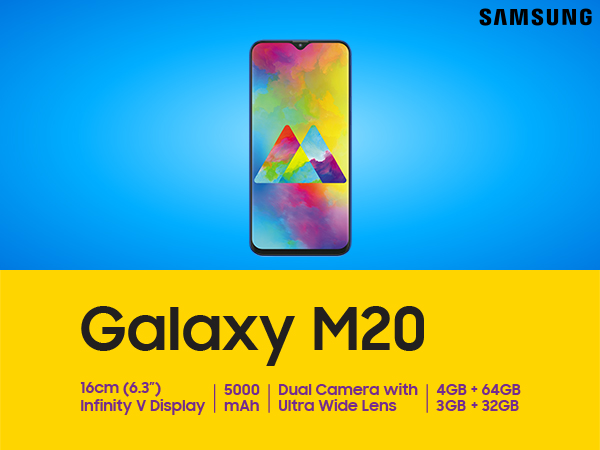 SAMSUNG
Galaxy M20
16cm (6.3”)
Infinity V Display
5000
mAh
Dual Camera with
Ultra Wide Lens
4GB + 64GB
3GB + 32GB